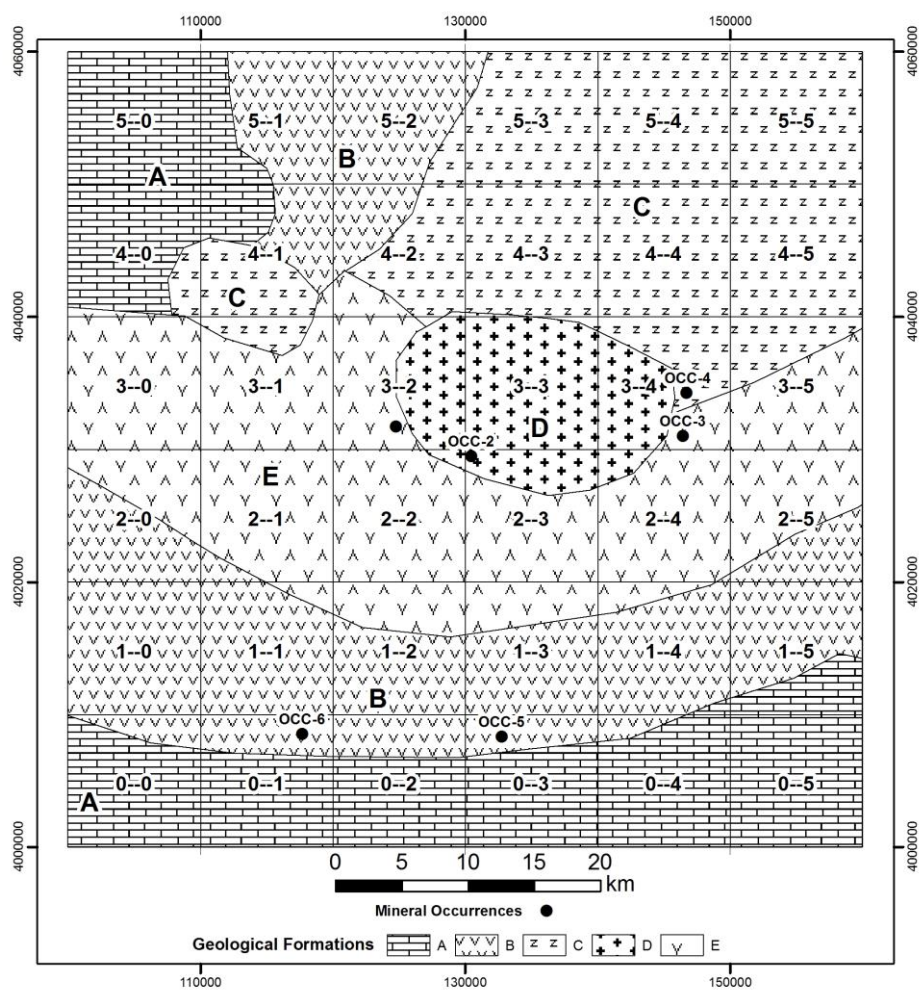 110000 130000 150000
4060000 4060000
5--0 5--1 5--2 5--3 5--4 5--5
B
A
C
4--0 4--1 4--2 4--3 4--4 4--5
C
4040000 4040000
3--0 3--1 3--2 3--3 3--4 OCC-4 3--5
OCC-3
D
OCC-2
E
2--0 2--1 2--2 2--3 2--4 2--5
4020000 4020000
1--0 1--1 1--2 1--3 1--4 1--5
B
OCC-6 OCC-5
0--0 0--1 0--2 0--3 0--4 0--5
A
4000000 4000000
0 5 10 15 20
km
Mineral Occurrences
Geological Formations A B C D E
110000 130000 150000